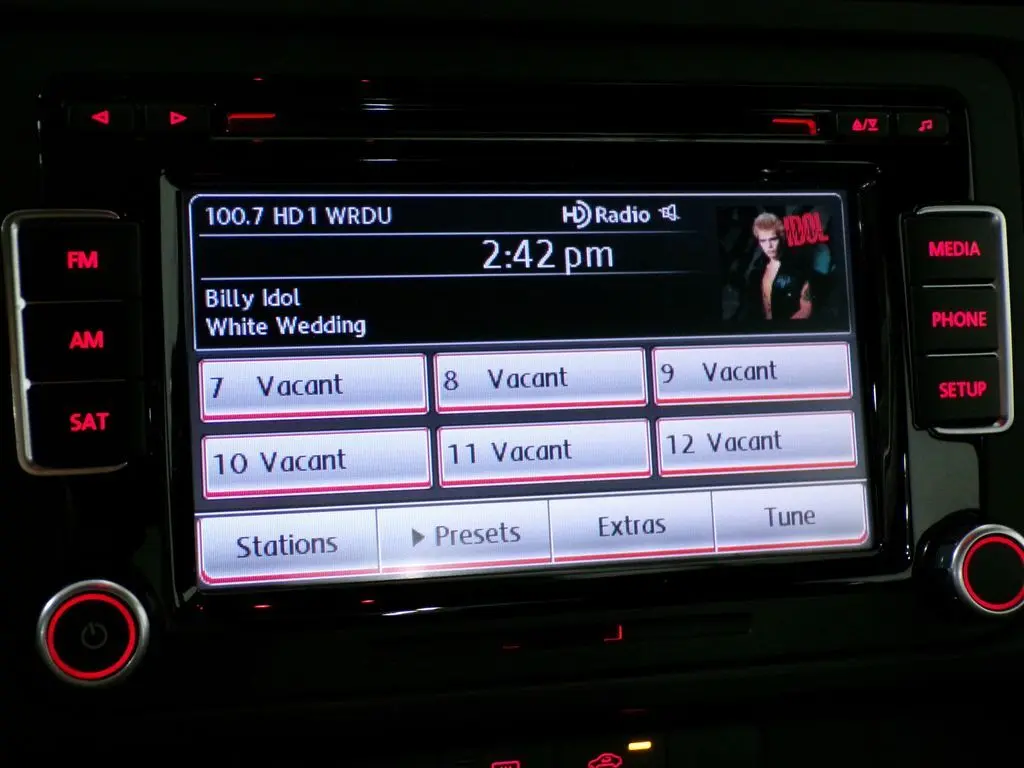 100.7 HD1 WRDU
HD Radio
IDOL
2:42 pm
Billy Idol
White Wedding
FM
AM
SAT
MEDIA
PHONE
SETUP
7 Vacant
8 Vacant
9 Vacant
10 Vacant
11 Vacant
12 Vacant
Stations
Presets
Extras
Tune